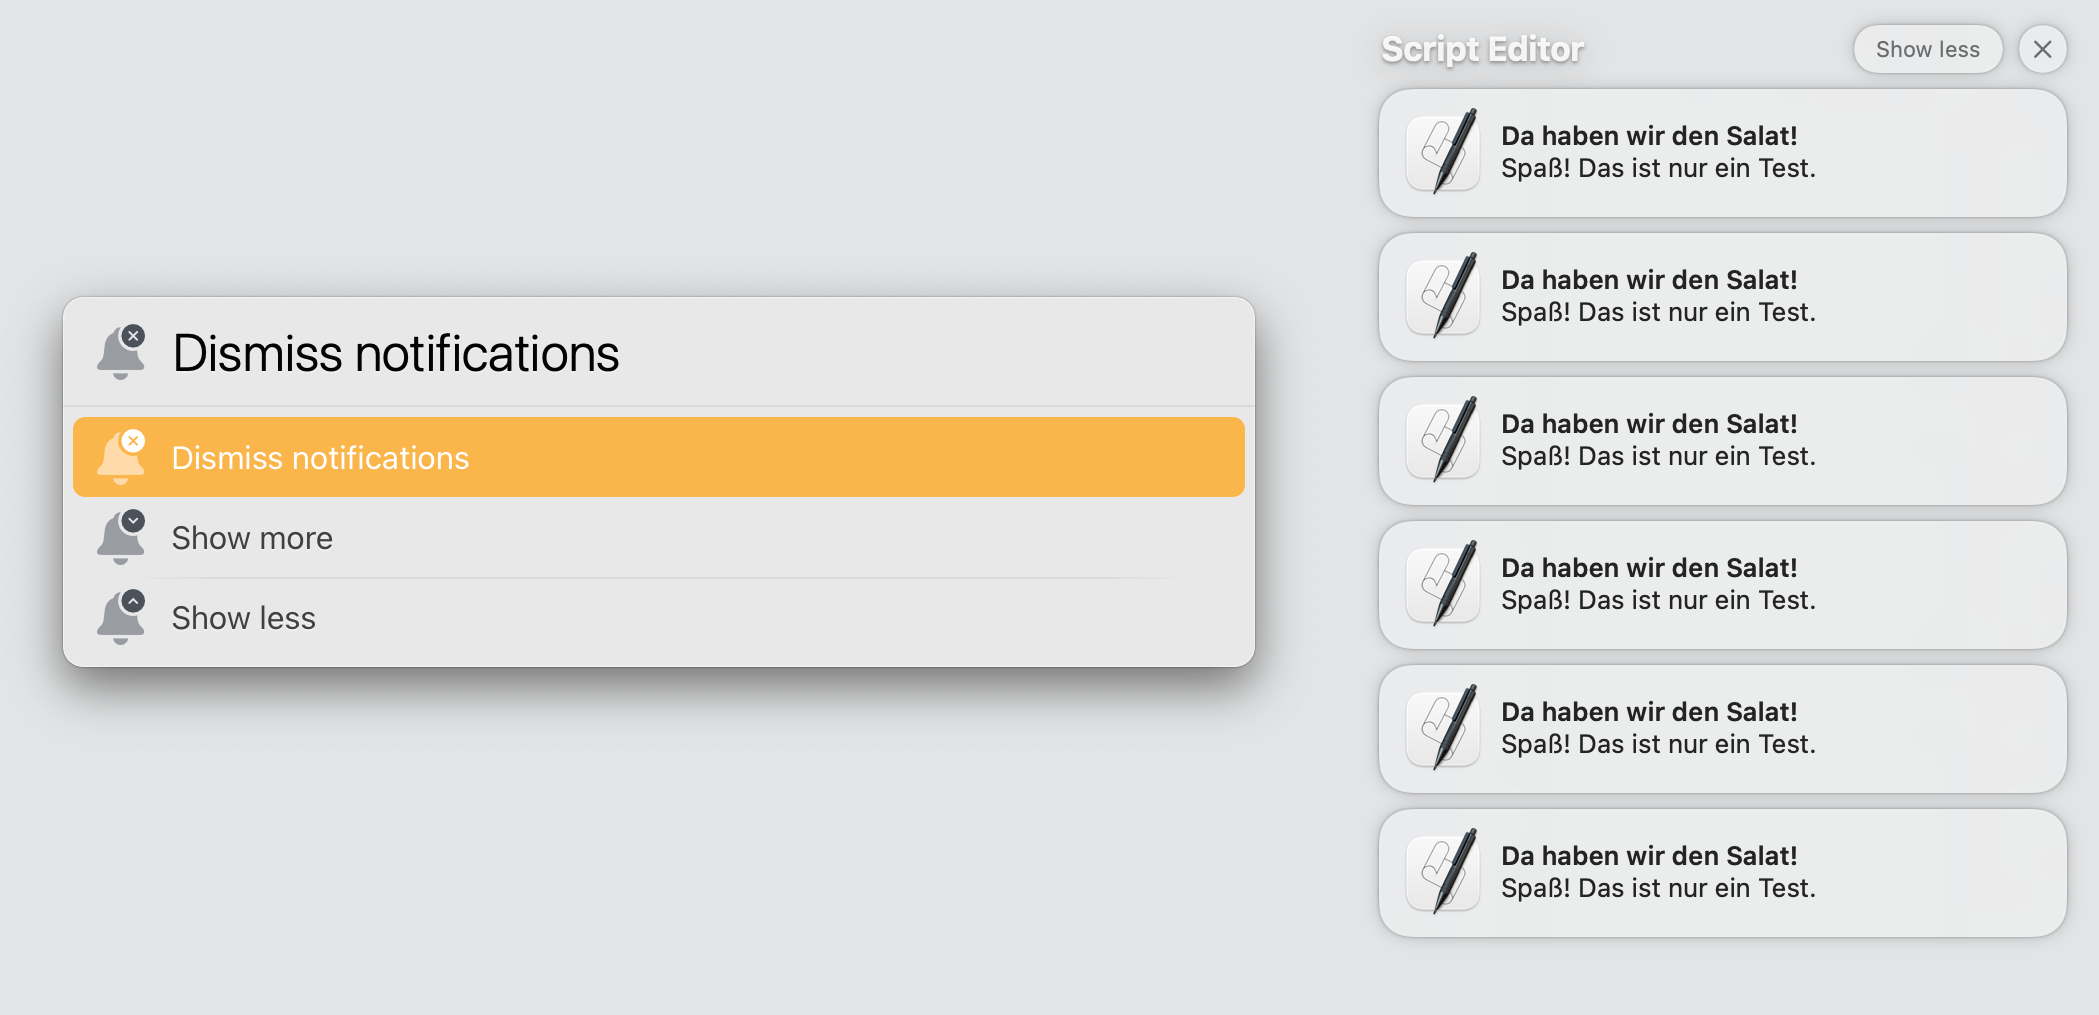 Dismiss notifications
Dismiss notifications
Show more
Show less
Script Editor
Show less
Da haben wir den Salat!
Spaß! Das ist nur ein Test.
Da haben wir den Salat!
Spaß! Das ist nur ein Test.
Da haben wir den Salat!
Spaß! Das ist nur ein Test.
Da haben wir den Salat!
Spaß! Das ist nur ein Test.
Da haben wir den Salat!
Spaß! Das ist nur ein Test.
Da haben wir den Salat!
Spaß! Das ist nur ein Test.